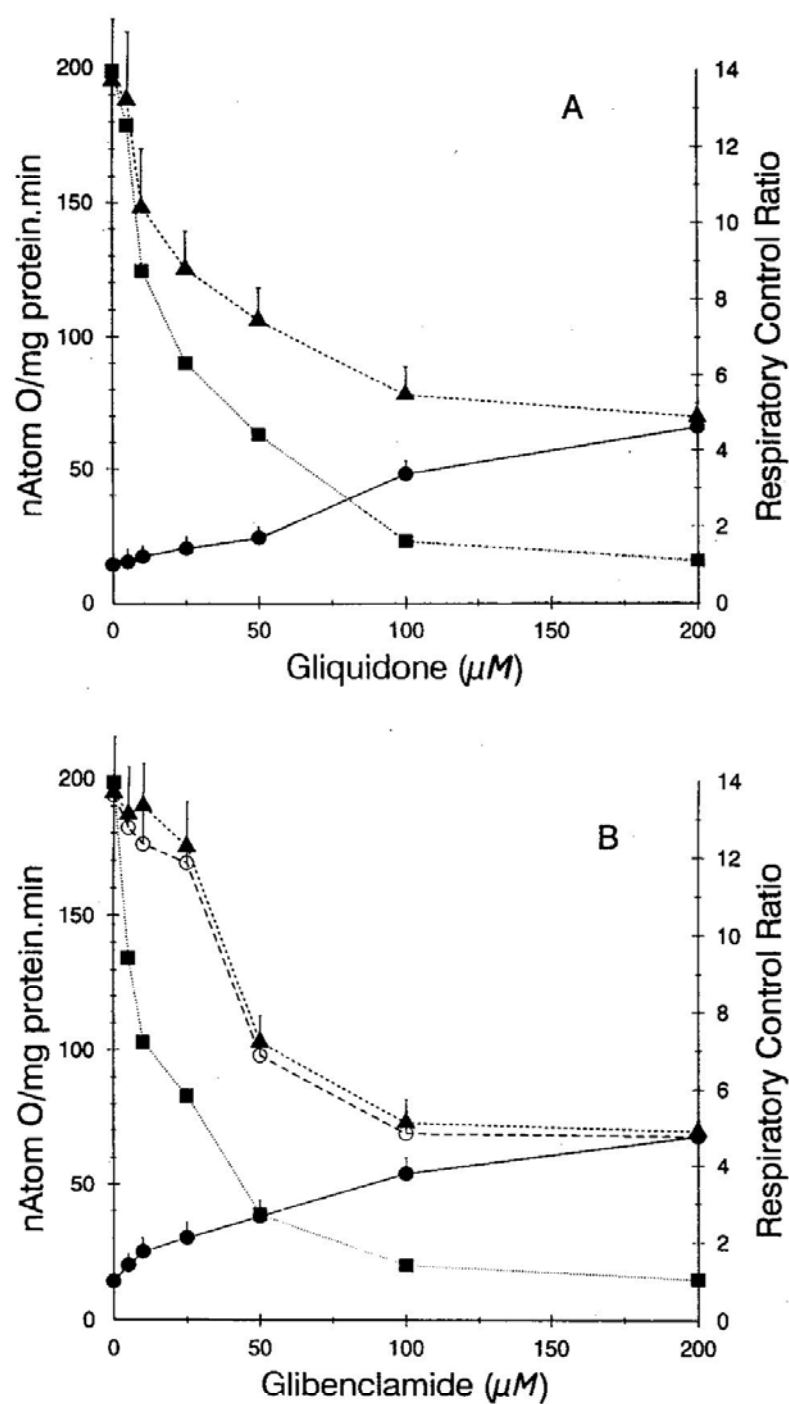 A
nAtom O/mg protein.min
200
150
100
50
0
Respiratory Control Ratio
14
12
10
8
6
4
2
0
0 50 100 150 200
Gliquidone (µM)
B
nAtom O/mg protein.min
200
150
100
50
0
Respiratory Control Ratio
14
12
10
8
6
4
2
0
0 50 100 150 200
Glibenclamide (µM)